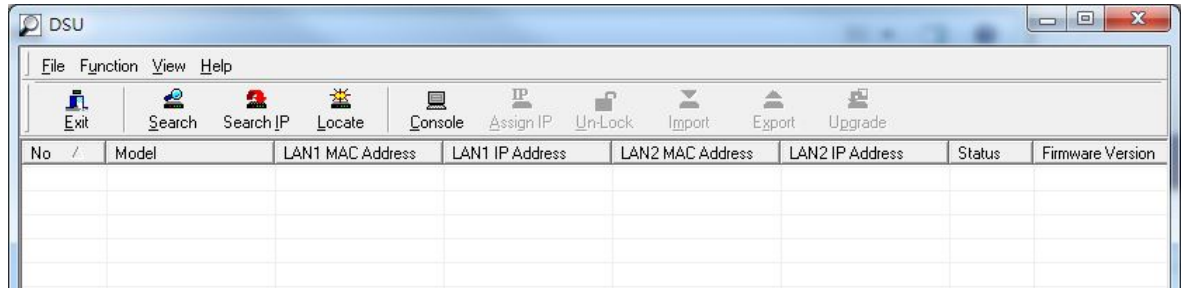 DSU
File Function View Help
Exit Search Search IP Locate Console Assign IP Un-Lock Import Export Upgrade
No Model LAN1 MAC Address LAN1 IP Address LAN2 MAC Address LAN2 IP Address Status Firmware Version